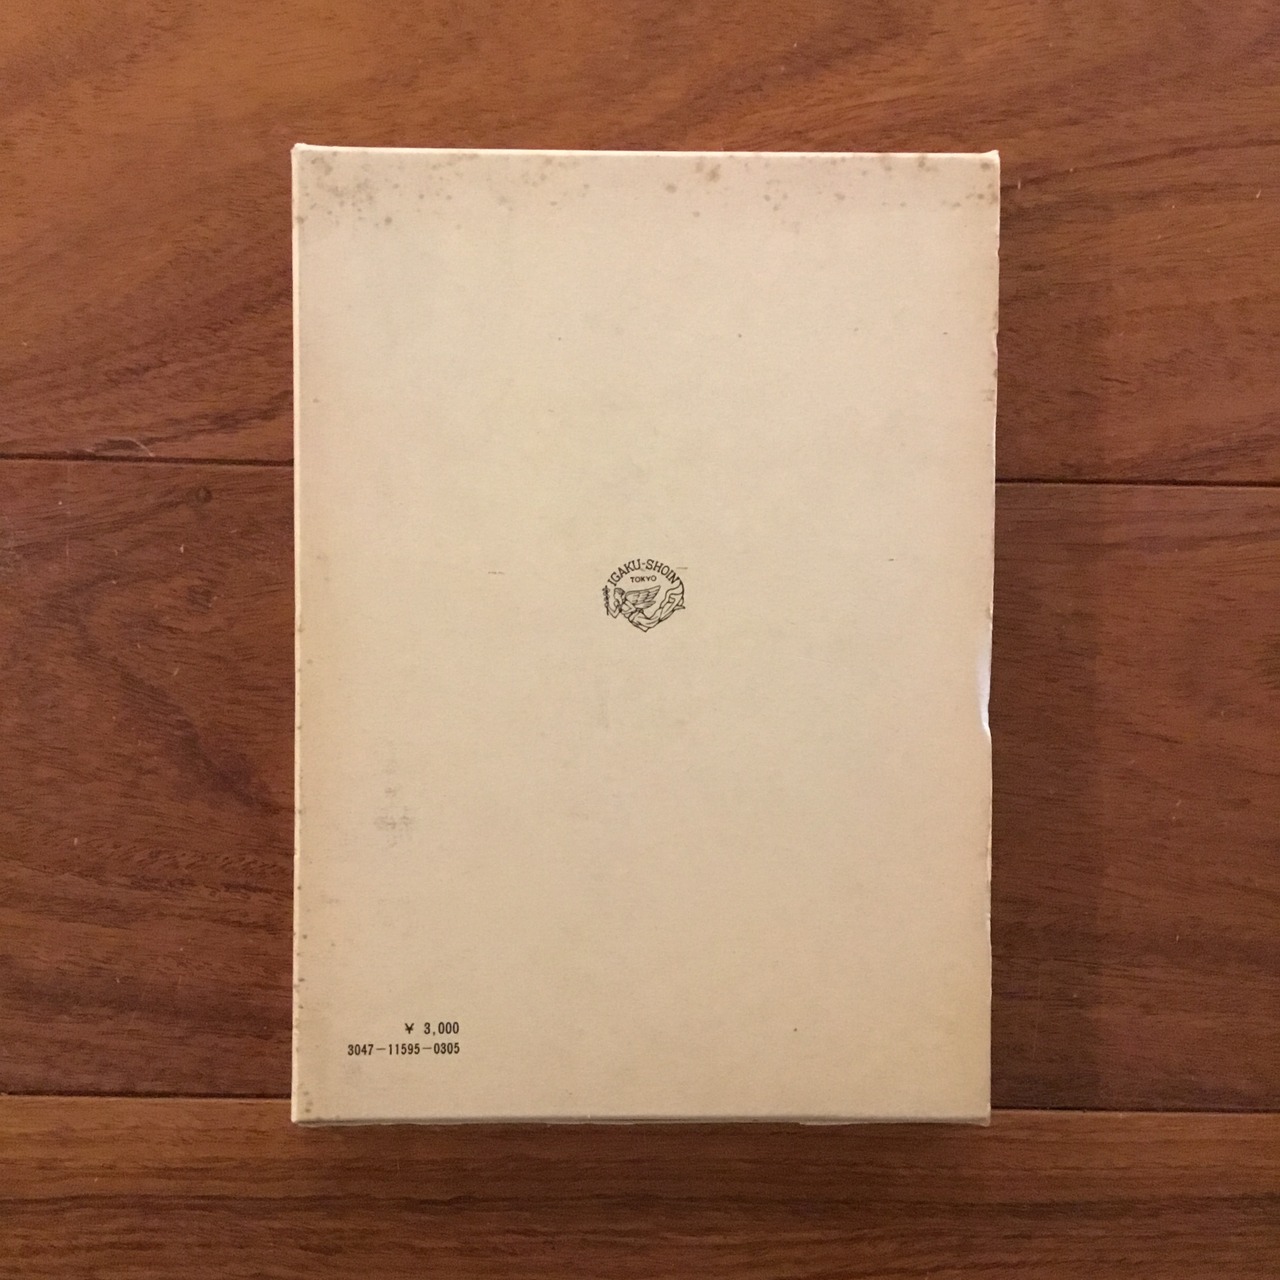 IGAKU-SHOIN
TOKYO
¥ 3,000
3047-11595-0305